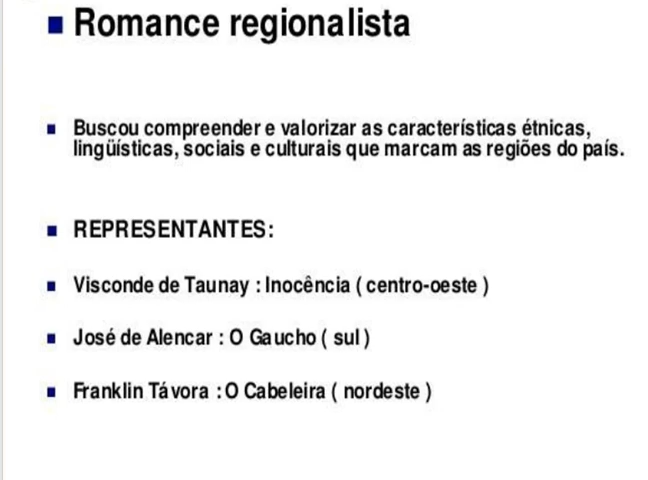 Romance regionalista
Buscou compreender e valorizar as características étnicas,
lingüísticas, sociais e culturais que marcam as regiões do país.
REPRESENTANTES:
Visconde de Taunay : Inocência ( centro-oeste )
José de Alencar : O Gaucho ( sul )
Franklin Távora : O Cabeleira ( nordeste )